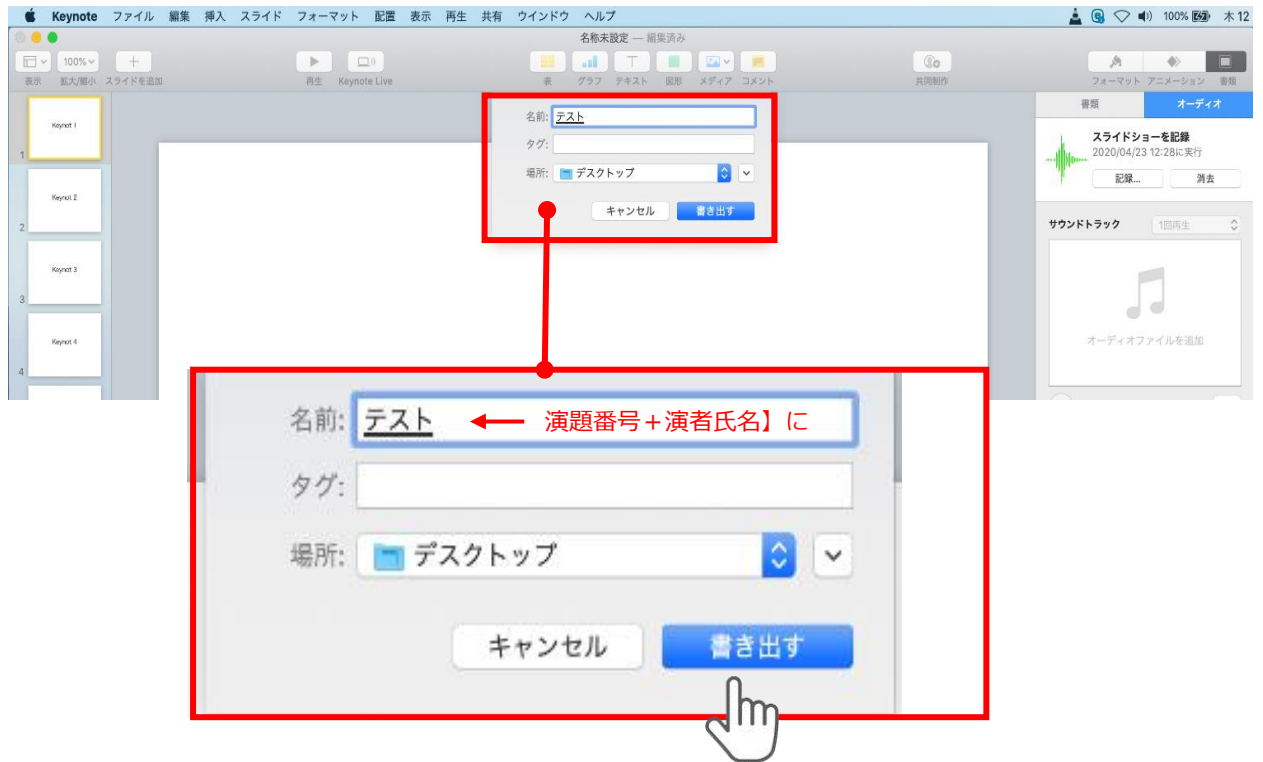 Keynote ファイル 編集 挿入 スライド フォーマット 配置 表示 再生 共有 ウインドウ ヘルプ 100% 木 12
名称未設定 — 編集済み
100%
表示 拡大/縮小 スライドを追加 再生 Keynote Live 表 グラフ テキスト 図形 メディア コメント 共同制作 フォーマット アニメーション 書類
Keynot 1
1
Keynot 2
2
Keynot 3
3
Keynot 4
4
名前: テスト
タグ:
場所: デスクトップ
キャンセル 書き出す
書類 オーディオ
スライドショーを記録
2020/04/23 12:28に実行
記録... 消去
サウンドトラック 1回再生
オーディオファイルを追加
名前: テスト 演題番号+演者氏名】に
タグ:
場所: デスクトップ
キャンセル 書き出す